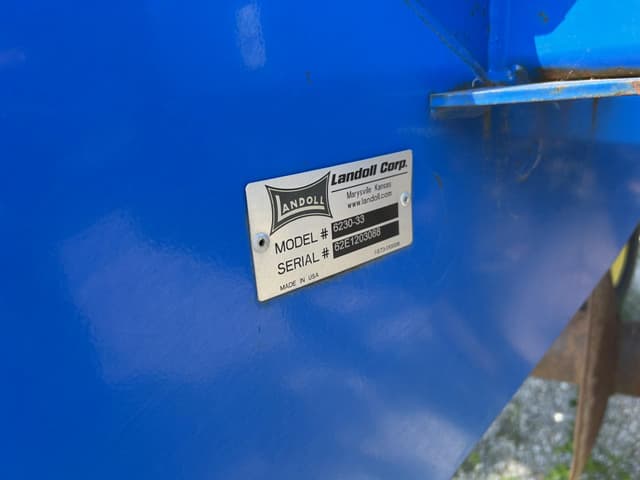 LANDOLL
Landoll Corp.
Marysville, Kansas
www.landoll.com
MODEL # 6230-33
SERIAL # 62E1203088
MADE IN USA